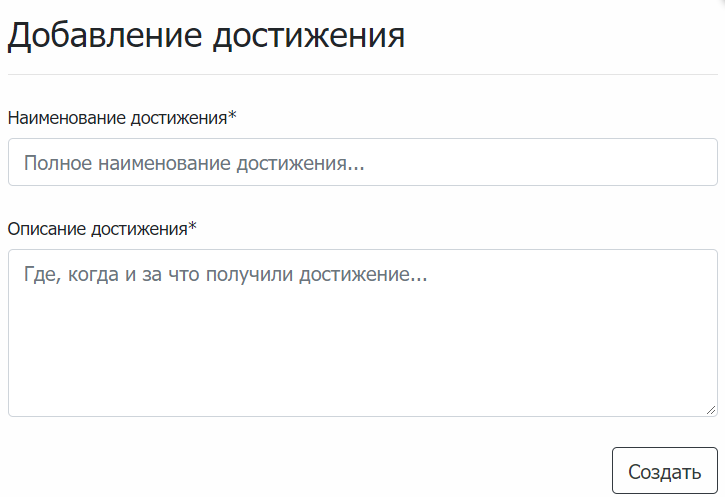 Добавление достижения
Наименование достижения*
Полное наименование достижения...
Описание достижения*
Где, когда и за что получили достижение...
Создать